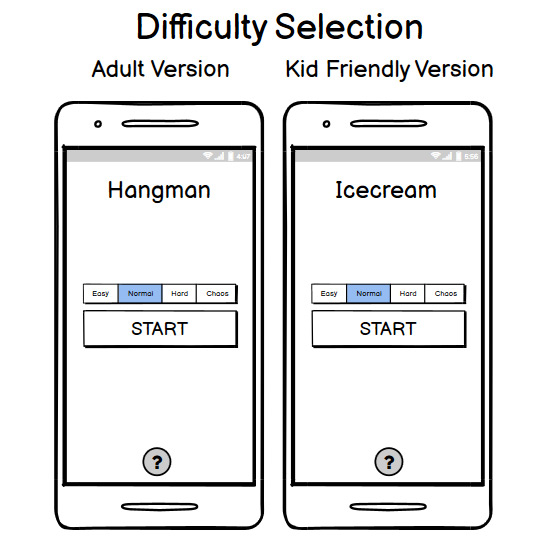 Difficulty Selection
Adult Version
Kid Friendly Version
4:07
Hangman
Easy Normal Hard Chaos
START
?
5:56
Icecream
Easy Normal Hard Chaos
START
?